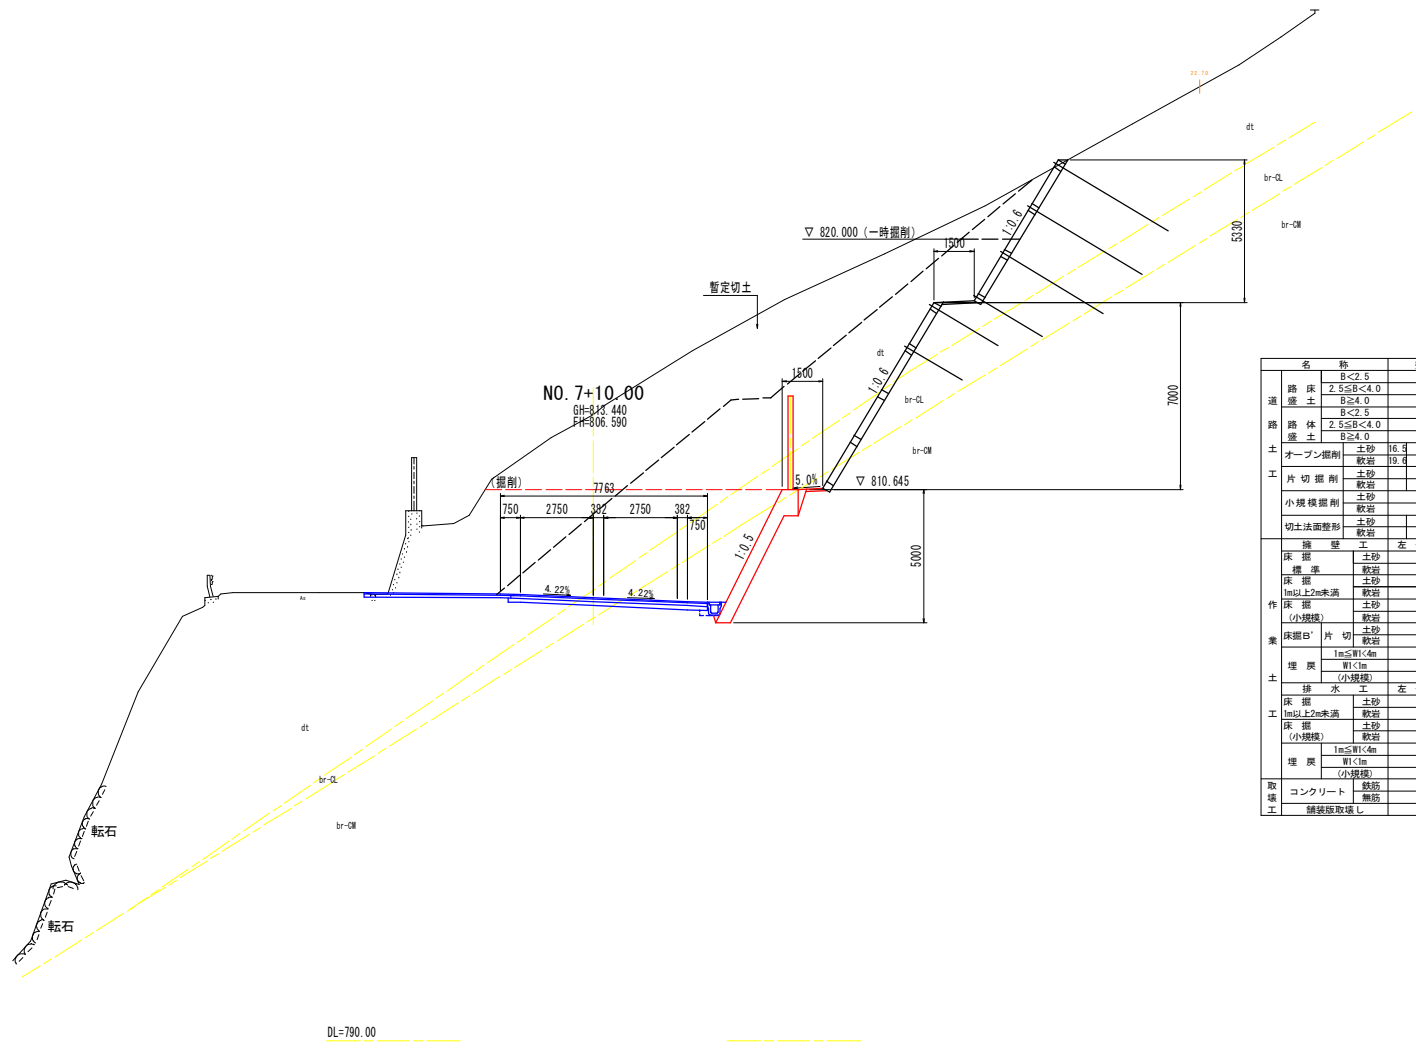 22.70
dt
br-CL
br-CM
5330
1:0.6
▽ 820.000 (一時掘削)
1500
暫定切土
dt
1:0.6
br-CL
br-CM
7000
1500
NO.7+10.00
GH=813.440
FH=806.590
(掘削)
7763
5.0%
▽ 810.645
750
2750
382
2750
382
750
1:0.5
5000
4.22%
4.22%
As
dt
br-CL
br-CM
転石
転石
DL=790.00
名 称
道路土工
路床盛土
B<2.5
2.5≦B<4.0
B≧4.0
路体盛土
B<2.5
2.5≦B<4.0
B≧4.0
オープン掘削
土砂 16.5
軟岩 19.6
片切掘削
土砂
軟岩
小規模掘削
土砂
軟岩
切土法面整形
土砂
軟岩
作業土工
擁壁工 左
床掘 土砂
標準 軟岩
床掘 土砂
1m以上2m未満 軟岩
床掘 土砂
(小規模) 軟岩
床掘B' 片切
土砂
軟岩
埋戻
1m≦W1<4m
W1<1m
(小規模)
排水工 左
床掘 土砂
1m以上2m未満 軟岩
床掘 土砂
(小規模) 軟岩
埋戻
1m≦W1<4m
W1<1m
(小規模)
取壊工
コンクリート
鉄筋
無筋
舗装版取壊し